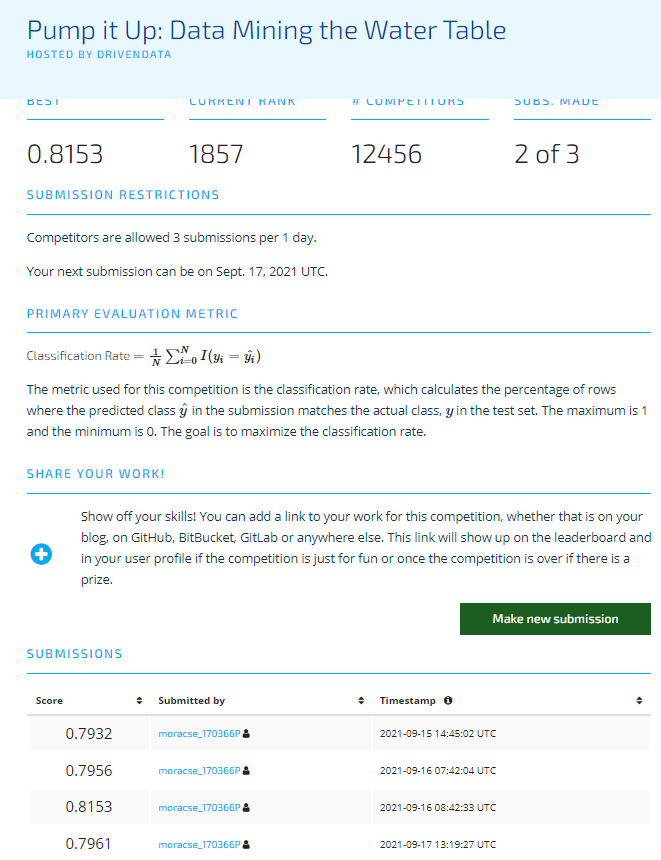 Pump it Up: Data Mining the Water Table
HOSTED BY DRIVENDATA
BEST CURRENT RANK # COMPETITORS SUBS. MADE
0.8153 1857 12456 2 of 3
SUBMISSION RESTRICTIONS
Competitors are allowed 3 submissions per 1 day.
Your next submission can be on Sept. 17, 2021 UTC.
PRIMARY EVALUATION METRIC
Classification Rate = 1/N ∑ᴺᵢ₌₀ I(yᵢ = ŷᵢ)
The metric used for this competition is the classification rate, which calculates the percentage of rows
where the predicted class ŷ in the submission matches the actual class, y in the test set. The maximum is 1
and the minimum is 0. The goal is to maximize the classification rate.
SHARE YOUR WORK!
Show off your skills! You can add a link to your work for this competition, whether that is on your
blog, on GitHub, BitBucket, GitLab or anywhere else. This link will show up on the leaderboard and
in your user profile if the competition is just for fun or once the competition is over if there is a
prize.
Make new submission
SUBMISSIONS
Score Submitted by Timestamp
0.7932 moracse_170366P 2021-09-15 14:45:02 UTC
0.7956 moracse_170366P 2021-09-16 07:42:04 UTC
0.8153 moracse_170366P 2021-09-16 08:42:33 UTC
0.7961 moracse_170366P 2021-09-17 13:19:27 UTC